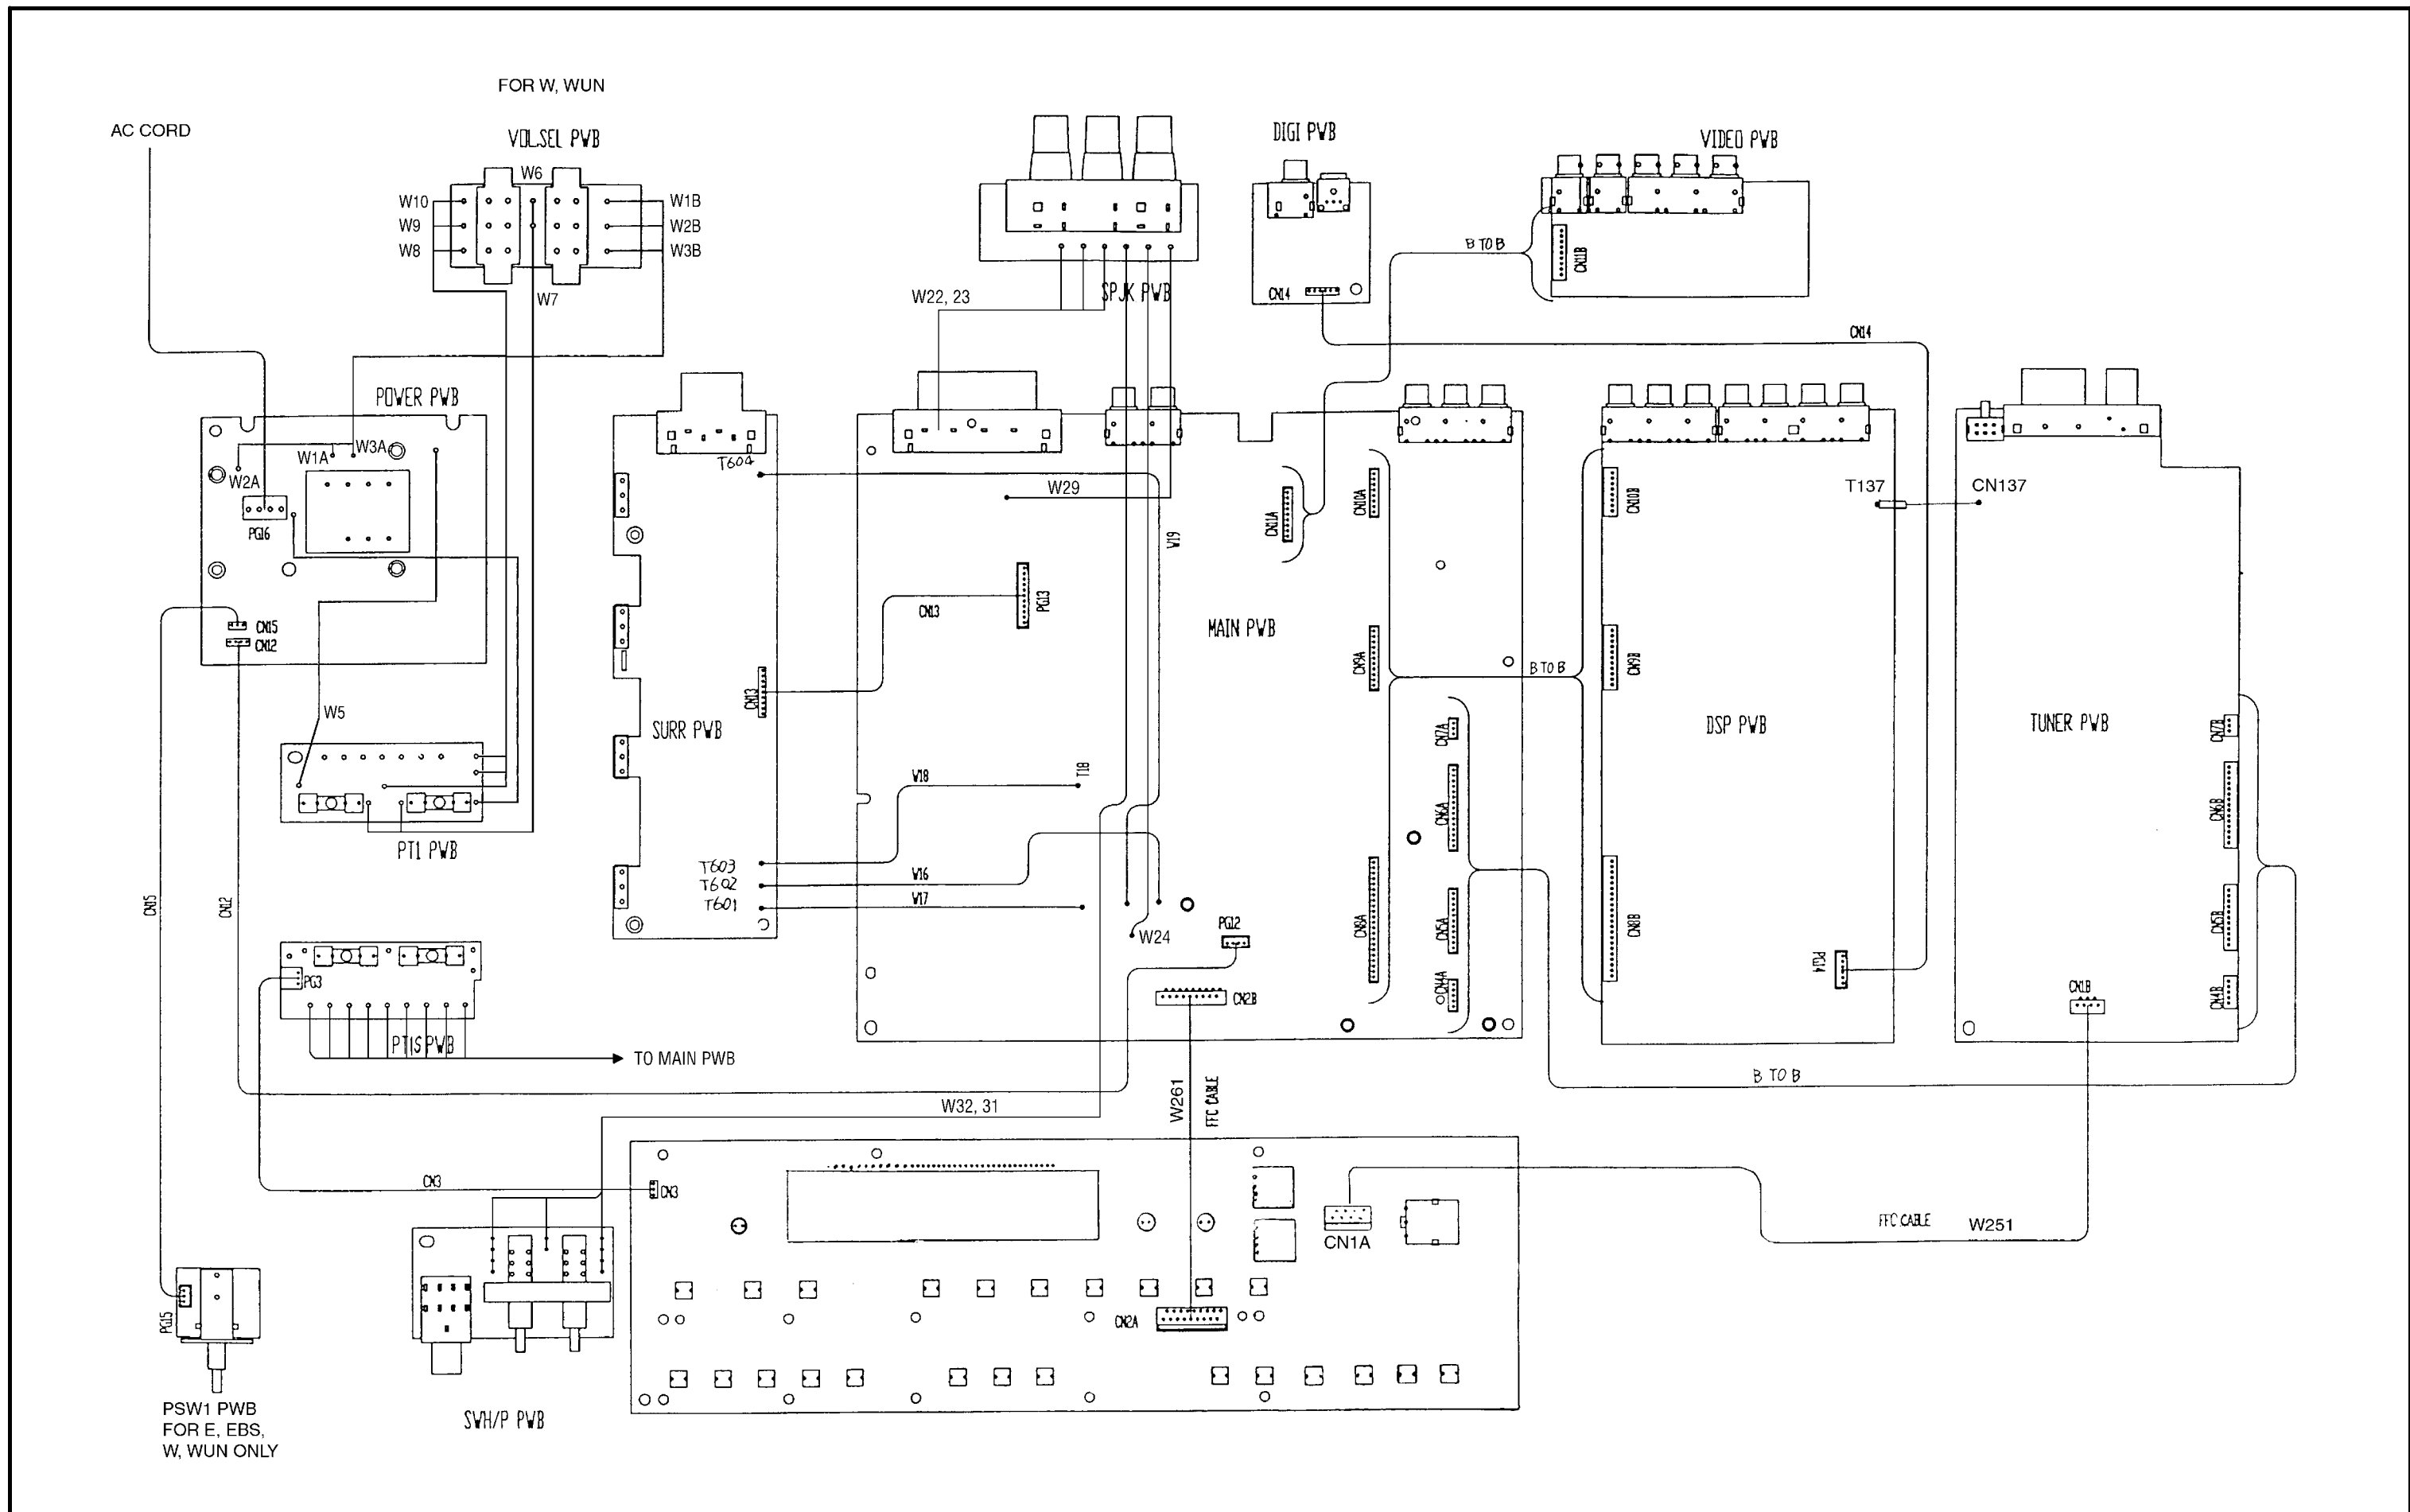 FOR W, WUN
AC CORD
VOL.SEL PWB
DIGI PWB
VIDEO PWB
W6
W10
W1B
W9
W2B
W8
W3B
B TO B
CN11B
W7
W22, 23
SPJK PWB
CN14
CN14
POWER PWB
W1A
W3A
W2A
T604
W29
CN11A
CN10A
CN10B
T137
CN137
PG16
W19
CN13
PG13
MAIN PWB
CN15
CN12
CN9A
B TO B
CN9B
W5
CN13
SURR PWB
CN7A
DSP PWB
TUNER PWB
CN7B
W18
T18
CN6A
CN6B
PT1 PWB
T603
T602
W16
T601
W17
CN15
CN12
CN8A
CN5A
CN8B
CN5B
PG12
W24
PG3
PG14
CN2B
CN4A
CN1B
CN4B
PT1S PWB
TO MAIN PWB
B TO B
W32, 31
W261
FFC CABLE
CN3
CN3
CN1A
FFC CABLE
W251
PG15
CN2A
PSW1 PWB
FOR E, EBS,
W, WUN ONLY
SWH/P PWB